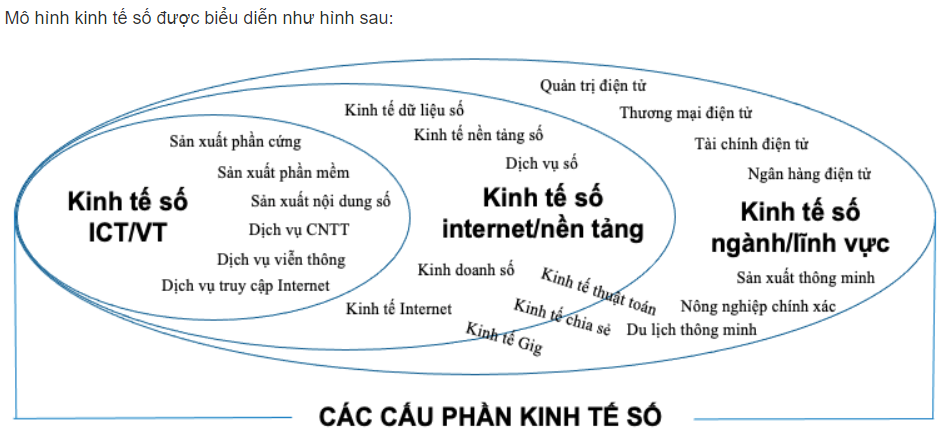 Mô hình kinh tế số được biểu diễn như hình sau:
Quản trị điện tử
Kinh tế dữ liệu số
Thương mại điện tử
Kinh tế nền tảng số
Sản xuất phần cứng
Tài chính điện tử
Dịch vụ số
Sản xuất phần mềm
Ngân hàng điện tử
Kinh tế số
ICT/VT
Sản xuất nội dung số
Kinh tế số
internet/nền tảng
Kinh tế số
ngành/lĩnh vực
Dịch vụ CNTT
Dịch vụ viễn thông
Kinh doanh số
Kinh tế thuật toán
Sản xuất thông minh
Dịch vụ truy cập Internet
Kinh tế Internet
Kinh tế chia sẻ
Nông nghiệp chính xác
Kinh tế Gig
Du lịch thông minh
CÁC CẤU PHẦN KINH TẾ SỐ